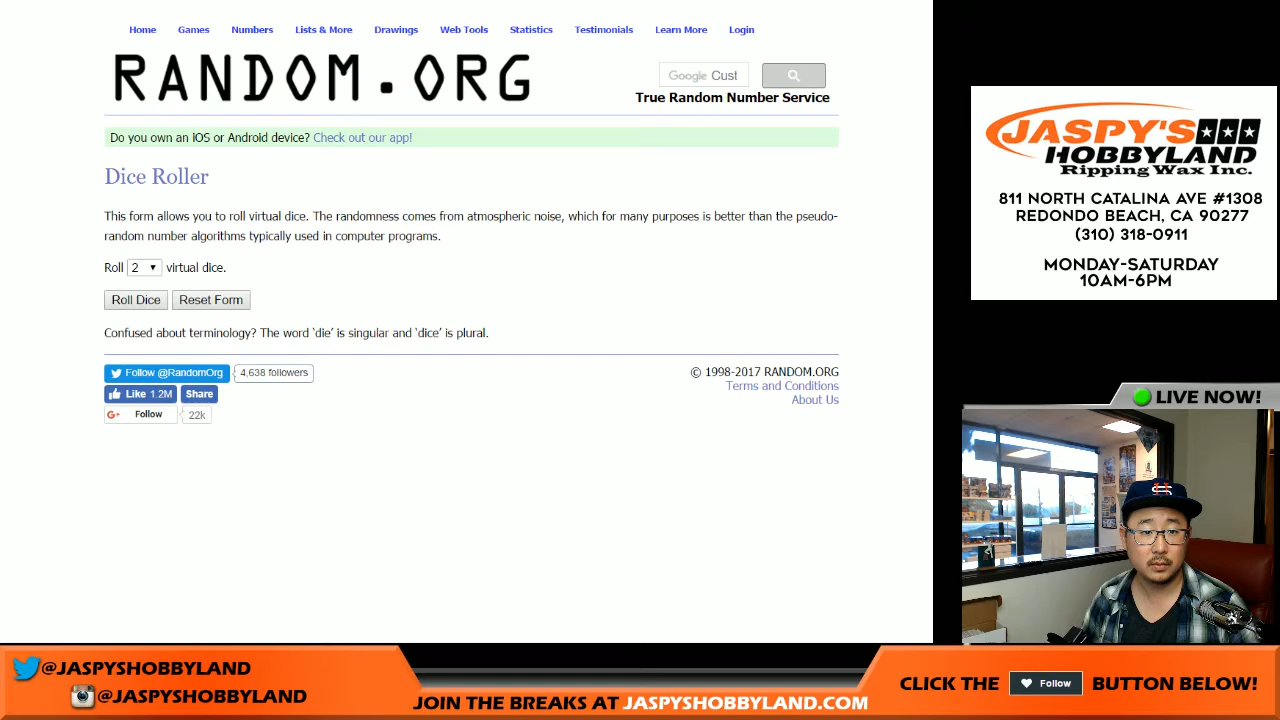 Home Games Numbers Lists & More Drawings Web Tools Statistics Testimonials Learn More Login
RANDOM.ORG
Google Cust
True Random Number Service
Do you own an iOS or Android device? Check out our app!
Dice Roller
This form allows you to roll virtual dice. The randomness comes from atmospheric noise, which for many purposes is better than the pseudo-
random number algorithms typically used in computer programs.
Roll 2 virtual dice.
Roll Dice Reset Form
Confused about terminology? The word ‘die’ is singular and ‘dice’ is plural.
Follow @RandomOrg 4,638 followers
Like 1.2M Share
G+ Follow 22k
© 1998-2017 RANDOM.ORG
Terms and Conditions
About Us
JASPY'S
HOBBYLAND
Ripping Wax Inc.
811 NORTH CATALINA AVE #1308
REDONDO BEACH, CA 90277
(310) 318-0911
MONDAY-SATURDAY
10AM-6PM
LIVE NOW!
@JASPYSHOBBYLAND
@JASPYSHOBBYLAND
JOIN THE BREAKS AT JASPYSHOBBYLAND.COM
CLICK THE Follow BUTTON BELOW!